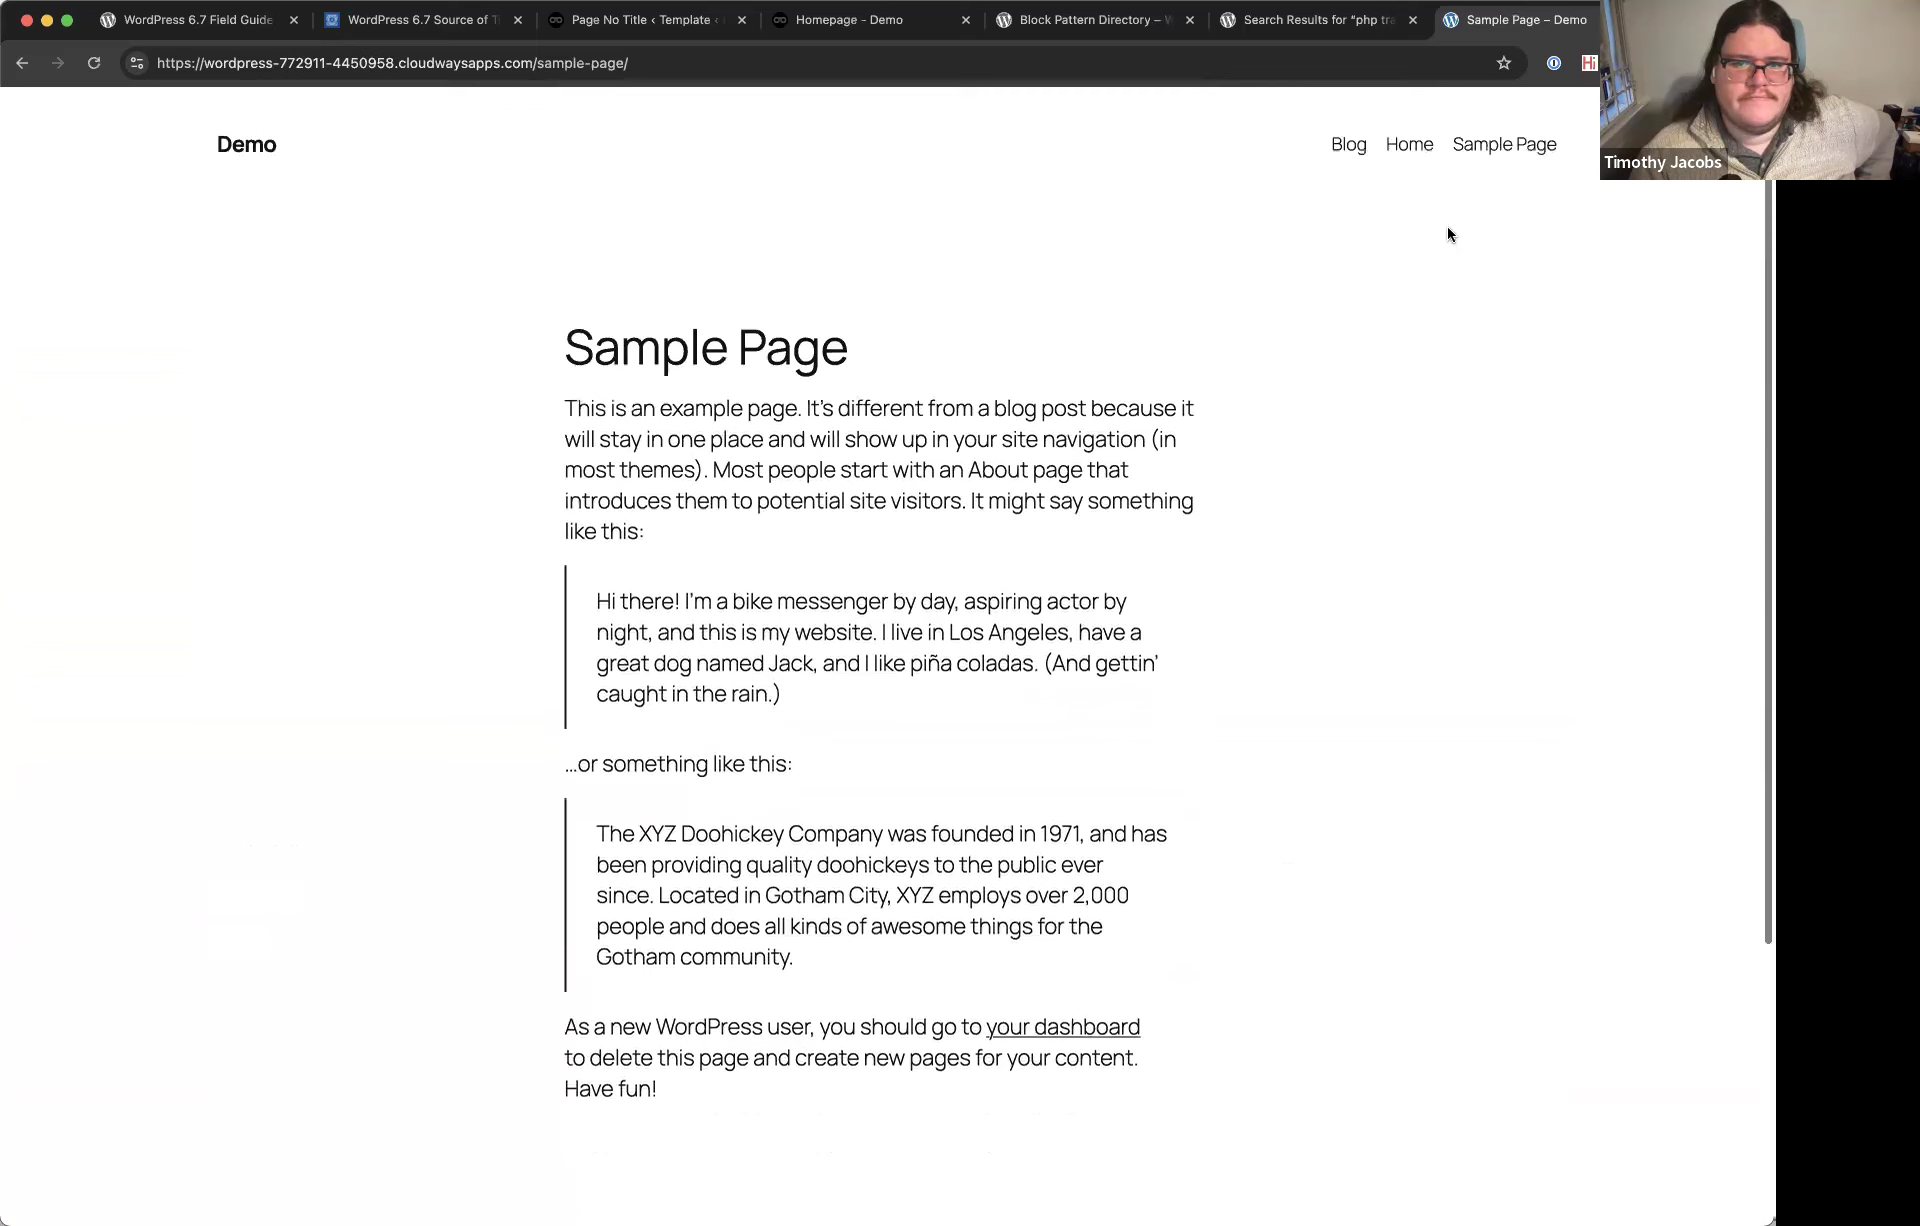 WordPress 6.7 Field Guide
WordPress 6.7 Source of T
Page No Title ‹ Template ‹
Homepage - Demo
Block Pattern Directory – W
Search Results for “php tra
Sample Page – Demo
https://wordpress-772911-4450958.cloudwaysapps.com/sample-page/
Hi
Timothy Jacobs
Demo
Blog Home Sample Page
Sample Page
This is an example page. It’s different from a blog post because it
will stay in one place and will show up in your site navigation (in
most themes). Most people start with an About page that
introduces them to potential site visitors. It might say something
like this:
Hi there! I’m a bike messenger by day, aspiring actor by
night, and this is my website. I live in Los Angeles, have a
great dog named Jack, and I like piña coladas. (And gettin’
caught in the rain.)
…or something like this:
The XYZ Doohickey Company was founded in 1971, and has
been providing quality doohickeys to the public ever
since. Located in Gotham City, XYZ employs over 2,000
people and does all kinds of awesome things for the
Gotham community.
As a new WordPress user, you should go to your dashboard
to delete this page and create new pages for your content.
Have fun!